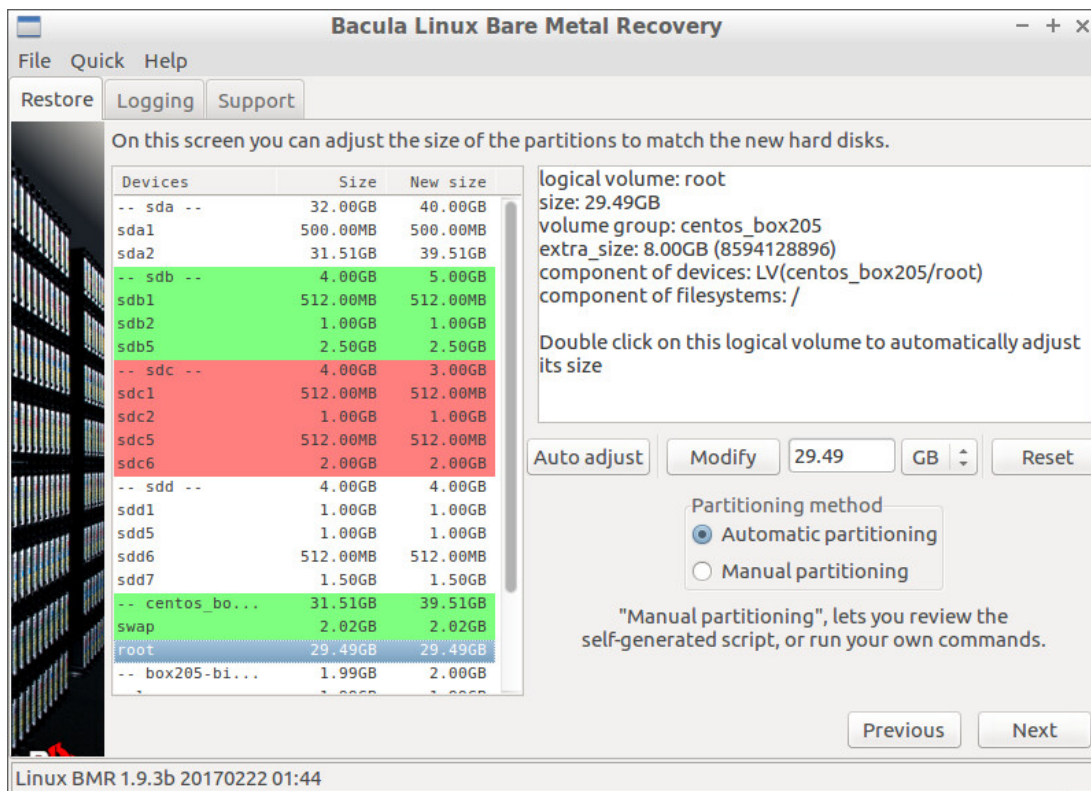 Bacula Linux Bare Metal Recovery
File Quick Help
Restore Logging Support
On this screen you can adjust the size of the partitions to match the new hard disks.
Devices Size New size
-- sda -- 32.00GB 40.00GB
sda1 500.00MB 500.00MB
sda2 31.51GB 39.51GB
-- sdb -- 4.00GB 5.00GB
sdb1 512.00MB 512.00MB
sdb2 1.00GB 1.00GB
sdb5 2.50GB 2.50GB
-- sdc -- 4.00GB 3.00GB
sdc1 512.00MB 512.00MB
sdc2 1.00GB 1.00GB
sdc5 512.00MB 512.00MB
sdc6 2.00GB 2.00GB
-- sdd -- 4.00GB 4.00GB
sdd1 1.00GB 1.00GB
sdd5 1.00GB 1.00GB
sdd6 512.00MB 512.00MB
sdd7 1.50GB 1.50GB
-- centos_bo... 31.51GB 39.51GB
swap 2.02GB 2.02GB
root 29.49GB 29.49GB
-- box205-bi... 1.99GB 2.00GB
logical volume: root
size: 29.49GB
volume group: centos_box205
extra_size: 8.00GB (8594128896)
component of devices: LV(centos_box205/root)
component of filesystems: /
Double click on this logical volume to automatically adjust
its size
Auto adjust Modify 29.49 GB Reset
Partitioning method
Automatic partitioning
Manual partitioning
"Manual partitioning", lets you review the
self-generated script, or run your own commands.
Previous Next
Linux BMR 1.9.3b 20170222 01:44